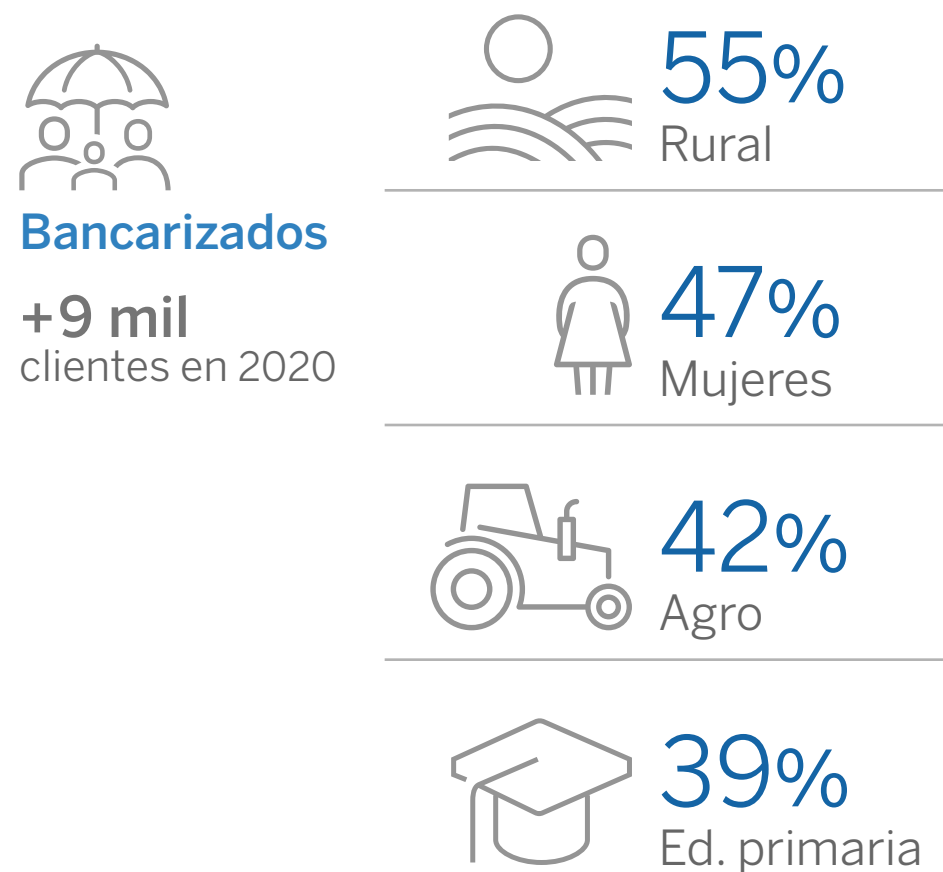 Bancarizados
+9 mil
clientes en 2020
55%
Rural
47%
Mujeres
42%
Agro
39%
Ed. primaria